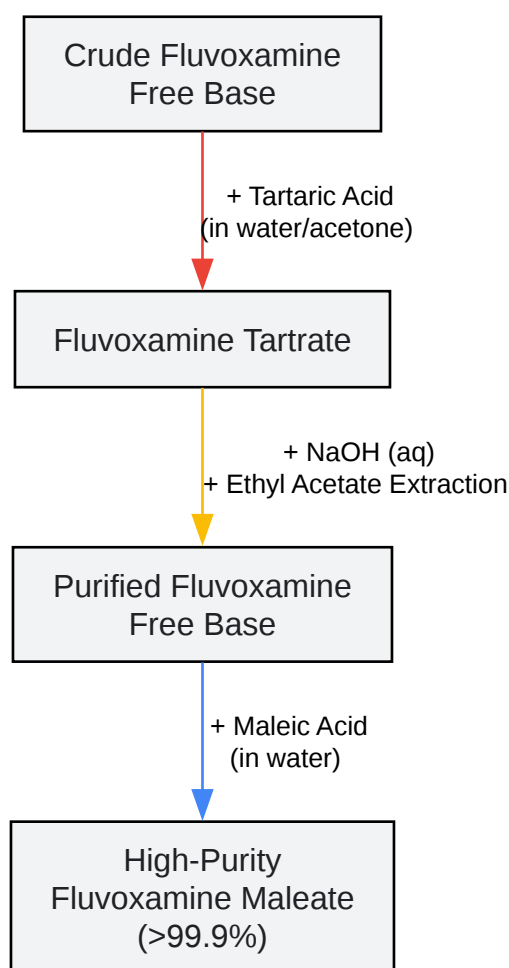 Crude Fluvoxamine
Free Base
+ Tartaric Acid
(in water/acetone)
Fluvoxamine Tartrate
+ NaOH (aq)
+ Ethyl Acetate Extraction
Purified Fluvoxamine
Free Base
+ Maleic Acid
(in water)
High-Purity
Fluvoxamine Maleate
(>99.9%)